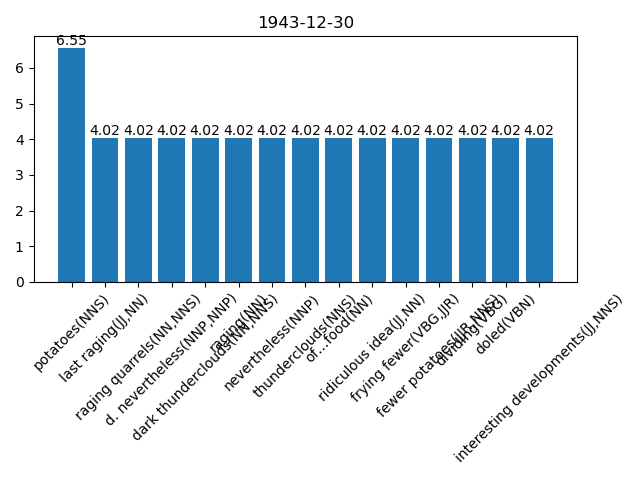 1943-12-30
6.55
4.02 4.02 4.02 4.02 4.02 4.02 4.02 4.02 4.02 4.02 4.02 4.02 4.02 4.02
6
5
4
3
2
1
0
potatoes(NNS)
last raging(JJ,NN)
raging quarrels(NN,NNS)
d. nevertheless(NNP,NNP)
dark thunderclouds(NN,NNS)
raging(NN)
nevertheless(NNP)
thunderclouds(NNS)
of...food(NN)
ridiculous idea(JJ,NN)
frying fewer(VBG,JJR)
fewer potatoes(JJR,NNS)
dividing(VBG)
doled(VBN)
interesting developments(JJ,NNS)